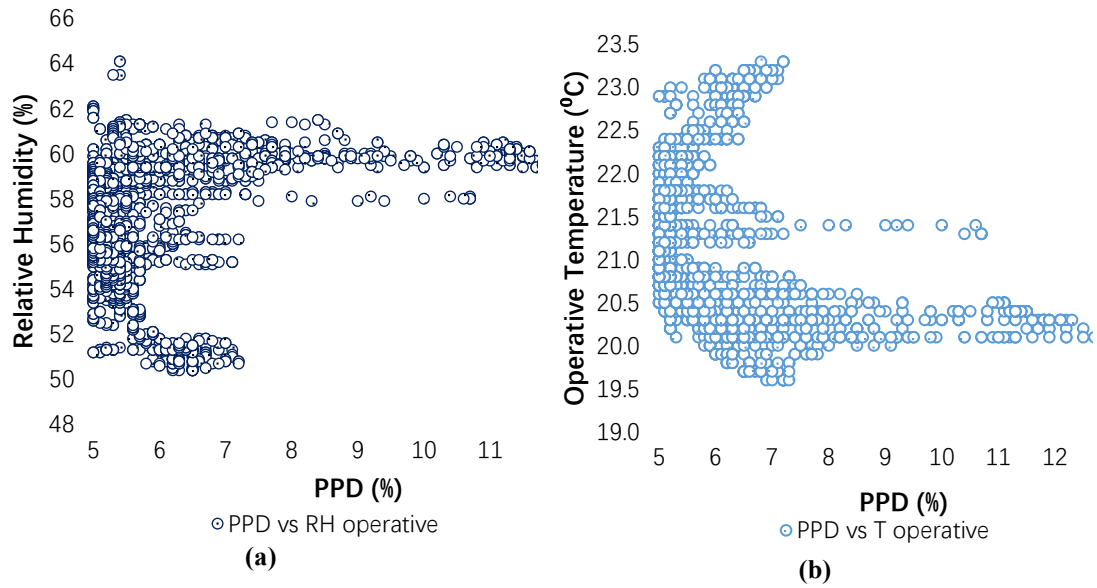 66
64
62
60
58
56
54
52
50
48
Relative Humidity (%)
5 6 7 8 9 10 11
PPD (%)
PPD vs RH operative
(a)
23.5
23.0
22.5
22.0
21.5
21.0
20.5
20.0
19.5
19.0
Operative Temperature (⁰C)
5 6 7 8 9 10 11 12
PPD (%)
PPD vs T operative
(b)